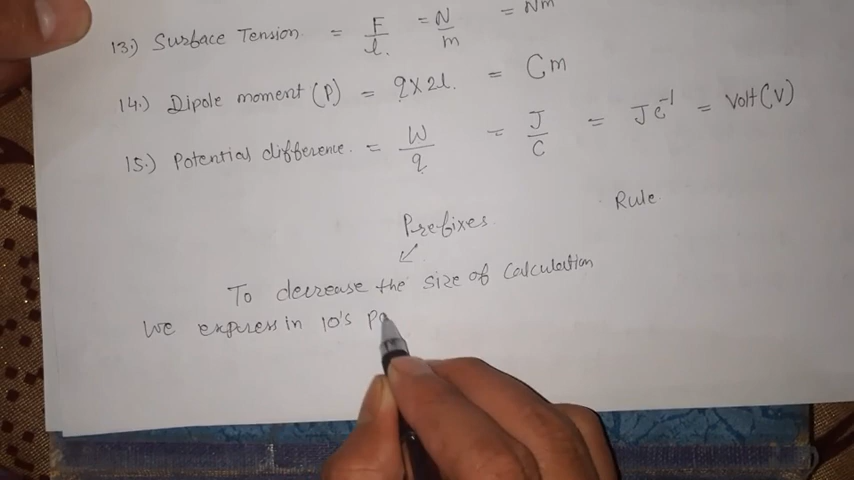 13.) Surface Tension = F/l. = N/m = Nm
14.) Dipole moment (P) = q×2l. = Cm
15.) Potential difference. = W/q = J/C = JC⁻¹ = Volt(V)
Rule
Prefixes
To decrease the size of calculation
we express in 10's Po